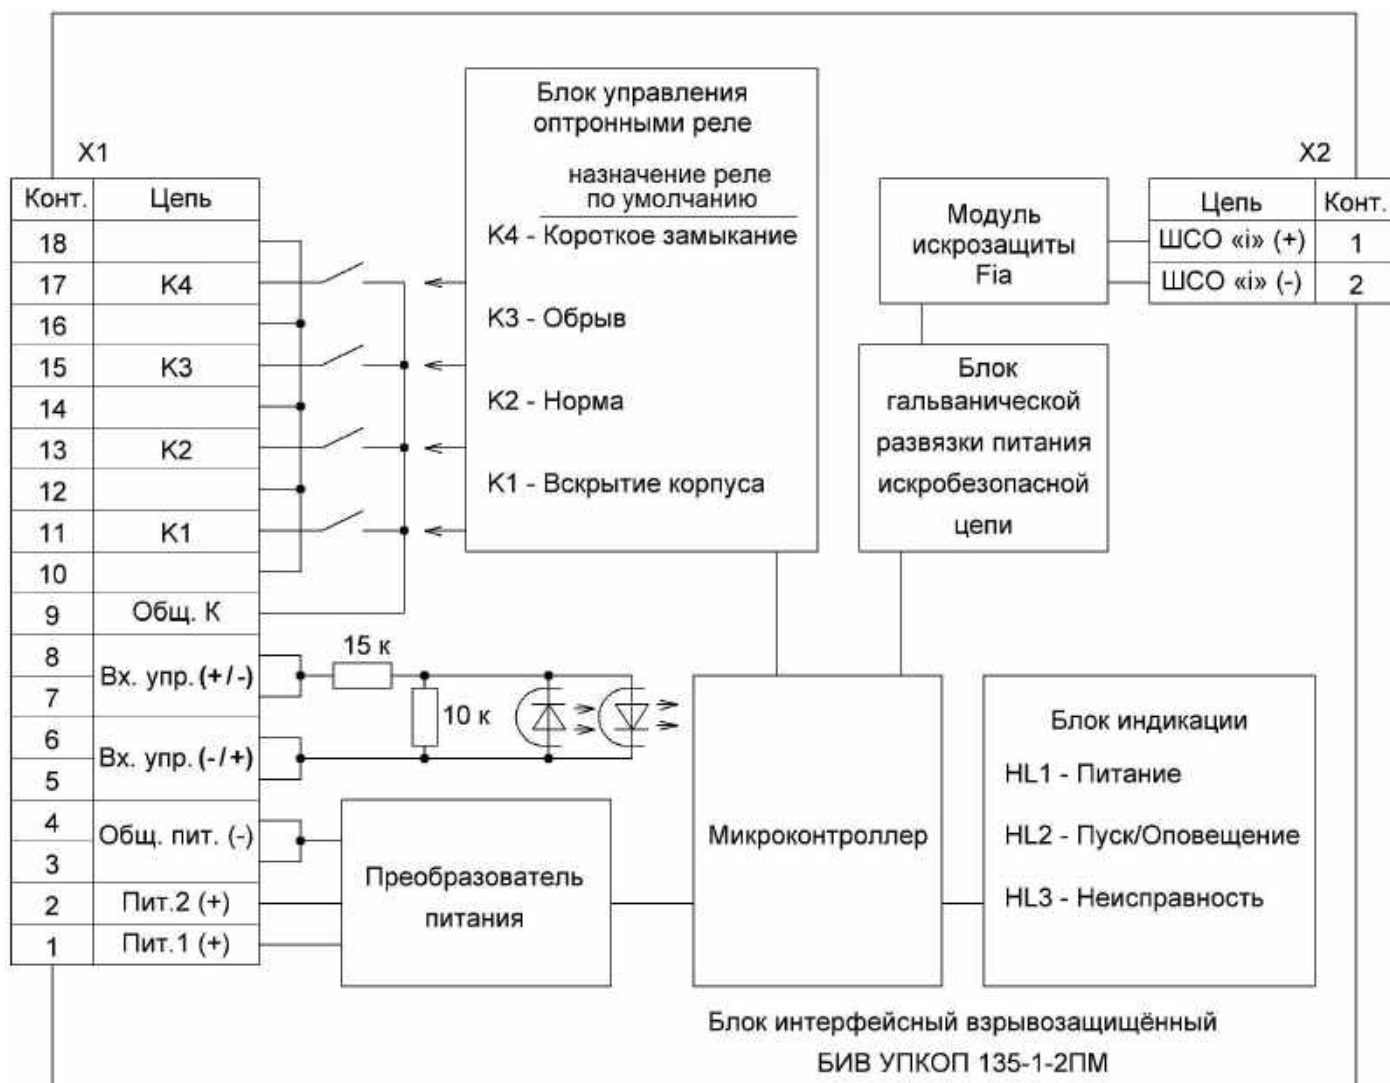 Блок управления
оптронными реле
назначение реле
по умолчанию
K4 - Короткое замыкание
K3 - Обрыв
K2 - Норма
K1 - Вскрытие корпуса
X1
Конт. Цепь
18
17 K4
16
15 K3
14
13 K2
12
11 K1
10
9 Общ. К
8
Вх. упр. (+/-)
7
6
Вх. упр. (-/+)
5
4
Общ. пит. (-)
3
2 Пит.2 (+)
1 Пит.1 (+)
15 к
10 к
Преобразователь
питания
Микроконтроллер
Модуль
искрозащиты
Fia
X2
Цепь Конт.
ШСО «i» (+) 1
ШСО «i» (-) 2
Блок
гальванической
развязки питания
искробезопасной
цепи
Блок индикации
HL1 - Питание
HL2 - Пуск/Оповещение
HL3 - Неисправность
Блок интерфейсный взрывозащищённый
БИВ УПКОП 135-1-2ПМ